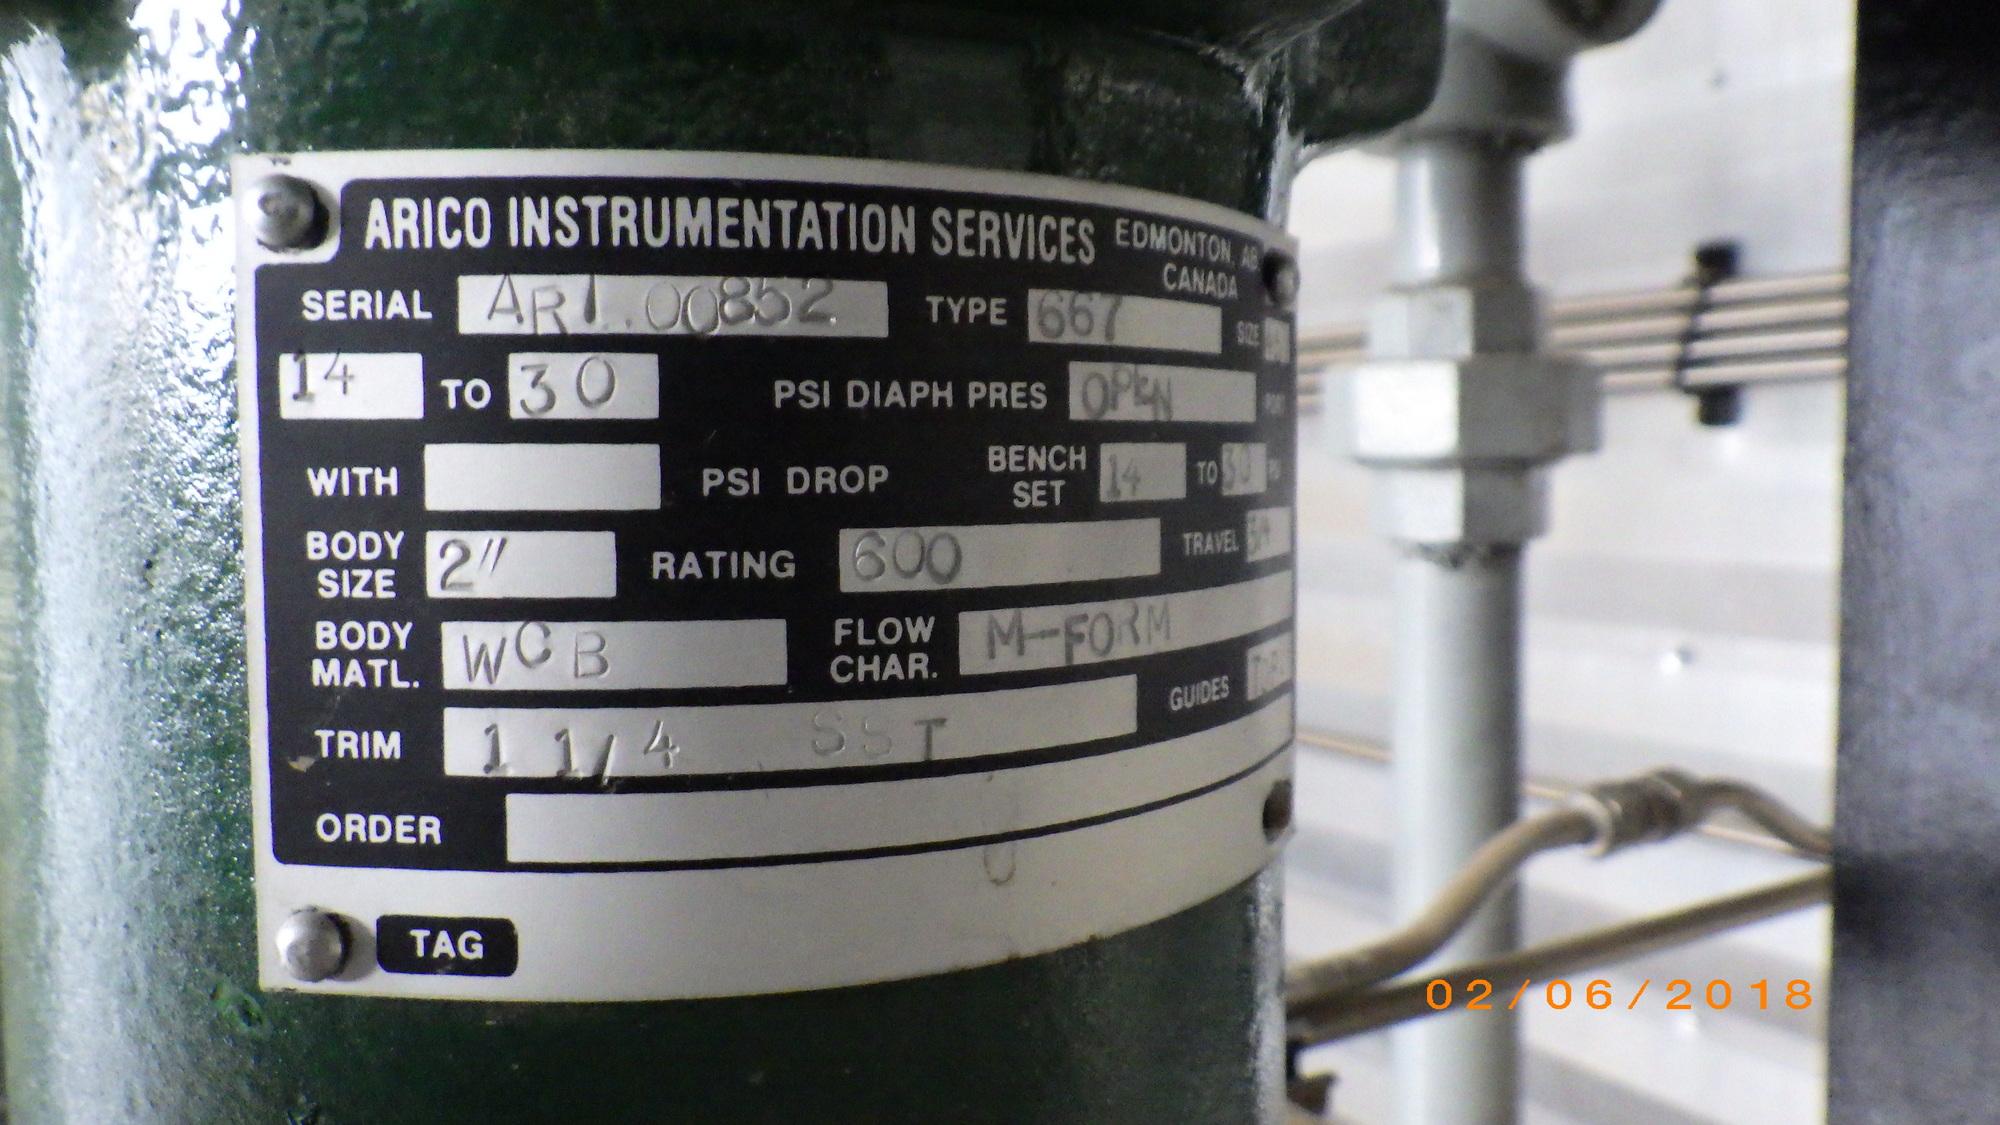 ARICO INSTRUMENTATION SERVICES EDMONTON, AB
CANADA
SERIAL ARI.00852 TYPE 667 SIZE
14 TO 30 PSI DIAPH PRES OPEN
WITH PSI DROP BENCH SET 14 TO 30 PSI
BODY SIZE 2" RATING 600 TRAVEL
BODY MATL. WCB FLOW CHAR. M-FORM
TRIM 1 1/4 SST GUIDES
ORDER
TAG
02/06/2018